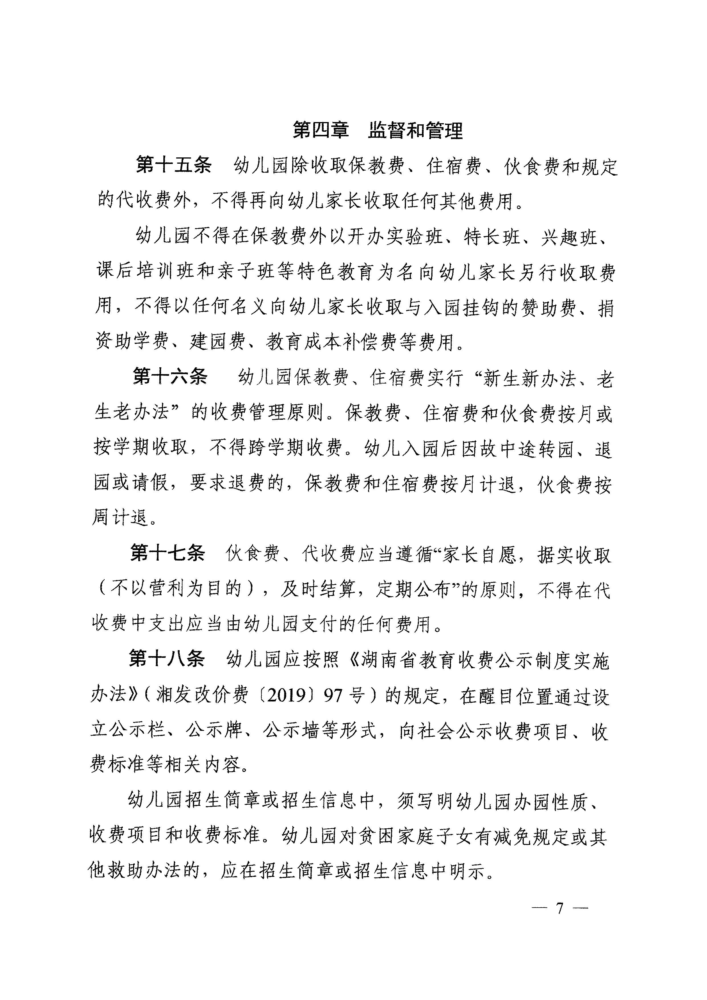 第四章 监督和管理
第十五条 幼儿园除收取保教费、住宿费、伙食费和规定
的代收费外，不得再向幼儿家长收取任何其他费用。
幼儿园不得在保教费外以开办实验班、特长班、兴趣班、
课后培训班和亲子班等特色教育为名向幼儿家长另行收取费
用，不得以任何名义向幼儿家长收取与入园挂钩的赞助费、捐
资助学费、建园费、教育成本补偿费等费用。
第十六条 幼儿园保教费、住宿费实行“新生新办法、老
生老办法”的收费管理原则。保教费、住宿费和伙食费按月或
按学期收取，不得跨学期收费。幼儿入园后因故中途转园、退
园或请假，要求退费的，保教费和住宿费按月计退，伙食费按
周计退。
第十七条 伙食费、代收费应当遵循“家长自愿，据实收取
（不以营利为目的），及时结算，定期公布”的原则，不得在代
收费中支出应当由幼儿园支付的任何费用。
第十八条 幼儿园应按照《湖南省教育收费公示制度实施
办法》（湘发改价费〔2019〕97 号）的规定，在醒目位置通过设
立公示栏、公示牌、公示墙等形式，向社会公示收费项目、收
费标准等相关内容。
幼儿园招生简章或招生信息中，须写明幼儿园办园性质、
收费项目和收费标准。幼儿园对贫困家庭子女有减免规定或其
他救助办法的，应在招生简章或招生信息中明示。
— 7 —